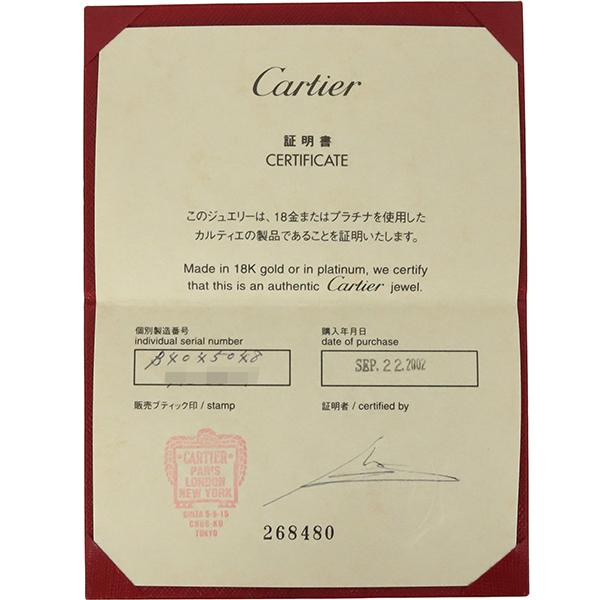 Cartier
証明書
CERTIFICATE
このジュエリーは、18金またはプラチナを使用した
カルティエの製品であることを証明いたします。
Made in 18K gold or in platinum, we certify
that this is an authentic Cartier jewel.
個別製造番号
individual serial number
B4045048
購入年月日
date of purchase
SEP. 22. 2002
販売ブティック印 / stamp
証明者 / certified by
CARTIER
PARIS
LONDON
NEW YORK
GINZA 5-5-15
CHUO-KU
TOKYO
268480